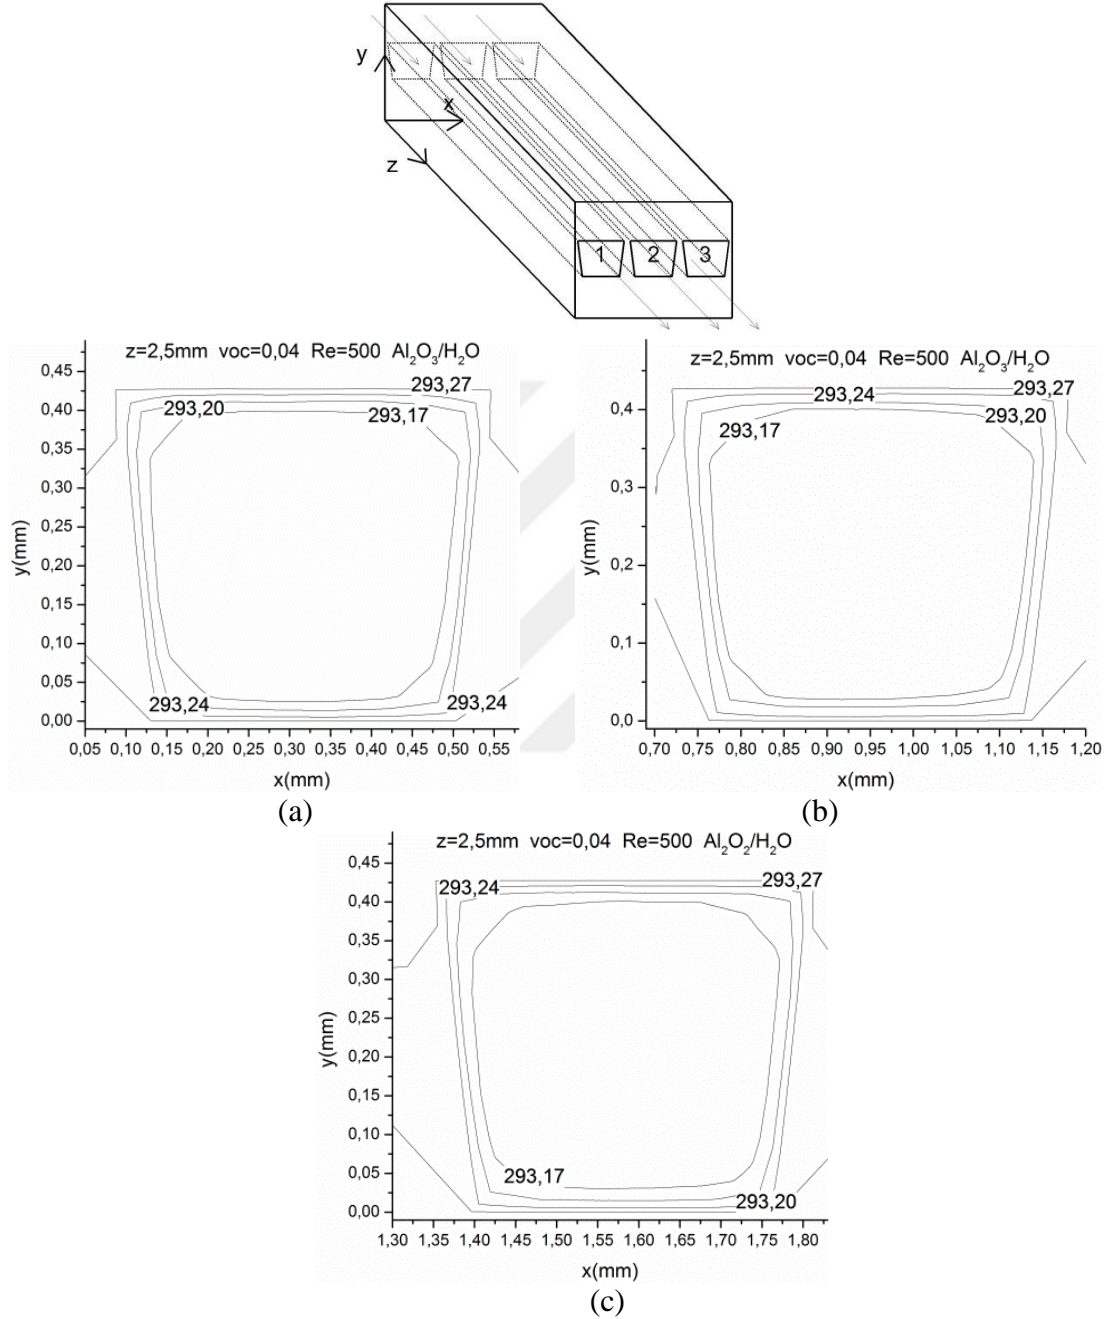 y
x
z
1 2 3
z=2,5mm voc=0,04 Re=500 Al2O3/H2O
0,45
0,40
0,35
0,30
0,25
0,20
0,15
0,10
0,05
0,00
y(mm)
293,27
293,20
293,17
293,24
293,24
0,05 0,10 0,15 0,20 0,25 0,30 0,35 0,40 0,45 0,50 0,55
x(mm)
(a)
z=2,5mm voc=0,04 Re=500 Al2O3/H2O
0,4
0,3
0,2
0,1
0,0
y(mm)
293,27
293,24
293,20
293,17
0,70 0,75 0,80 0,85 0,90 0,95 1,00 1,05 1,10 1,15 1,20
x(mm)
(b)
z=2,5mm voc=0,04 Re=500 Al2O2/H2O
0,45
0,40
0,35
0,30
0,25
0,20
0,15
0,10
0,05
0,00
y(mm)
293,24
293,27
293,17
293,20
1,30 1,35 1,40 1,45 1,50 1,55 1,60 1,65 1,70 1,75 1,80
x(mm)
(c)